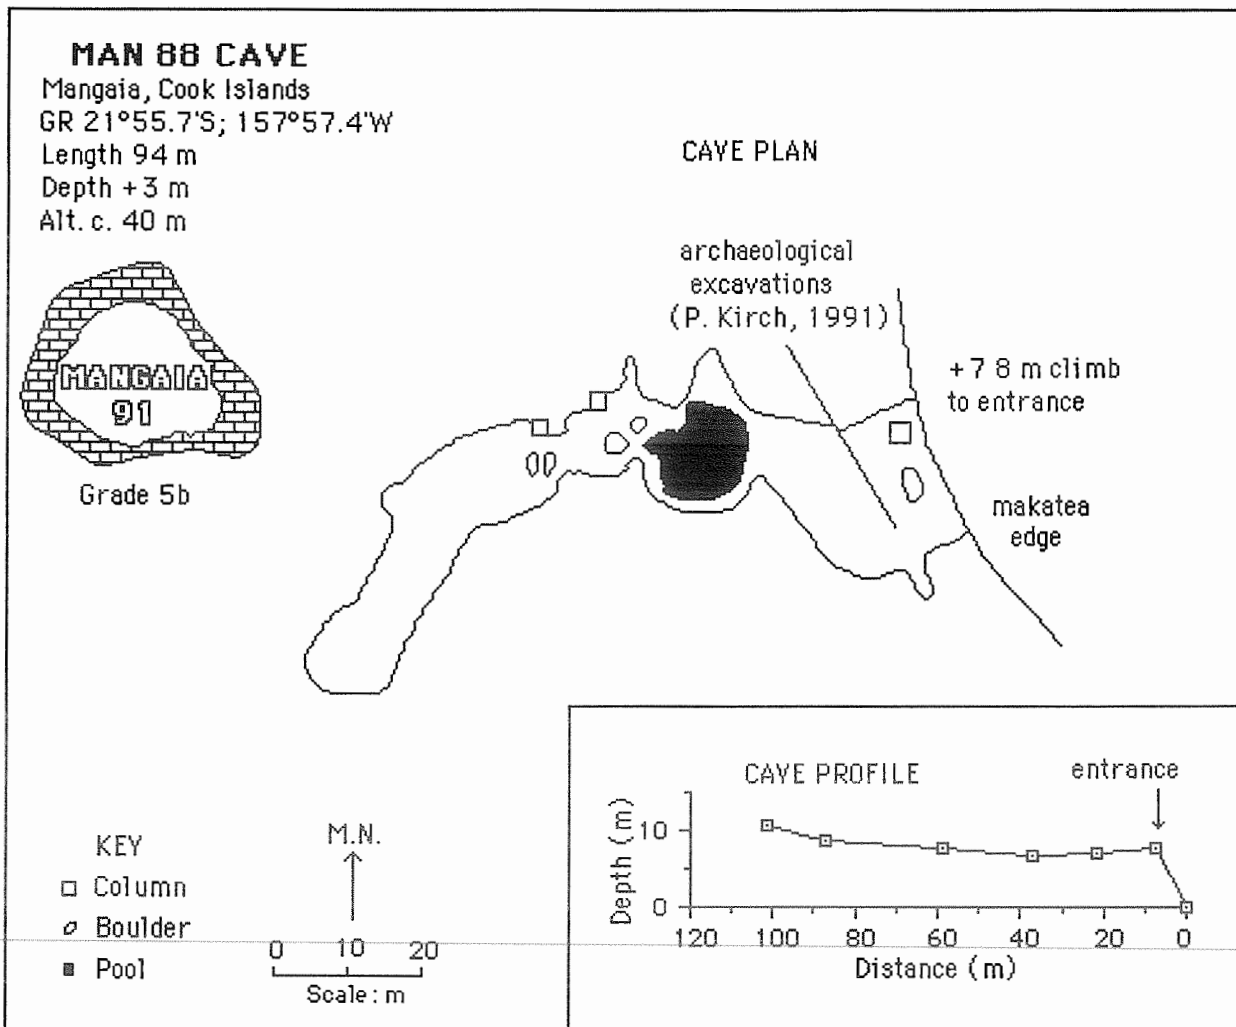 MAN 88 CAVE
Mangaia, Cook Islands
GR 21°55.7'S; 157°57.4'W
Length 94 m
Depth +3 m
Alt. c. 40 m
MANGAIA
91
Grade 5b
CAVE PLAN
archaeological
excavations
(P. Kirch, 1991)
+7 8 m climb
to entrance
makatea
edge
KEY
Column
Boulder
Pool
M.N.
0 10 20
Scale: m
CAVE PROFILE
entrance
Depth (m)
10
0
120 100 80 60 40 20 0
Distance (m)